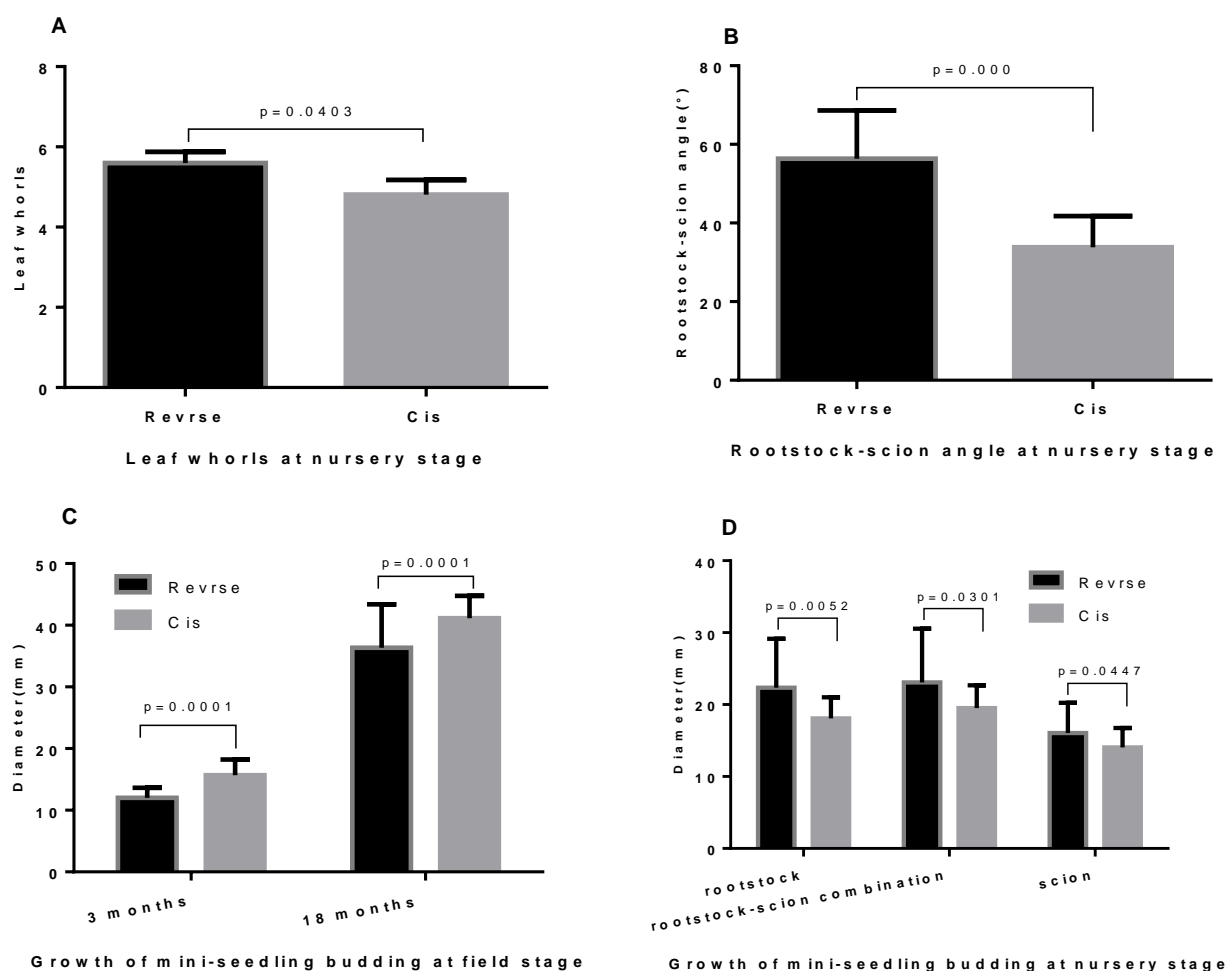 A
8
6
4
2
0
Leaf whorls
p=0.0403
Revrse
Cis
Leaf whorls at nursery stage
B
80
60
40
20
0
Rootstock-scion angle(°)
p=0.000
Revrse
Cis
Rootstock-scion angle at nursery stage
C
50
40
30
20
10
0
Diameter(mm)
Revrse
Cis
p=0.0001
p=0.0001
3 months
18 months
Growth of mini-seedling budding at field stage
D
40
30
20
10
0
Diameter(mm)
Revrse
Cis
p=0.0052
p=0.0301
p=0.0447
rootstock
rootstock-scion combination
scion
Growth of mini-seedling budding at nursery stage